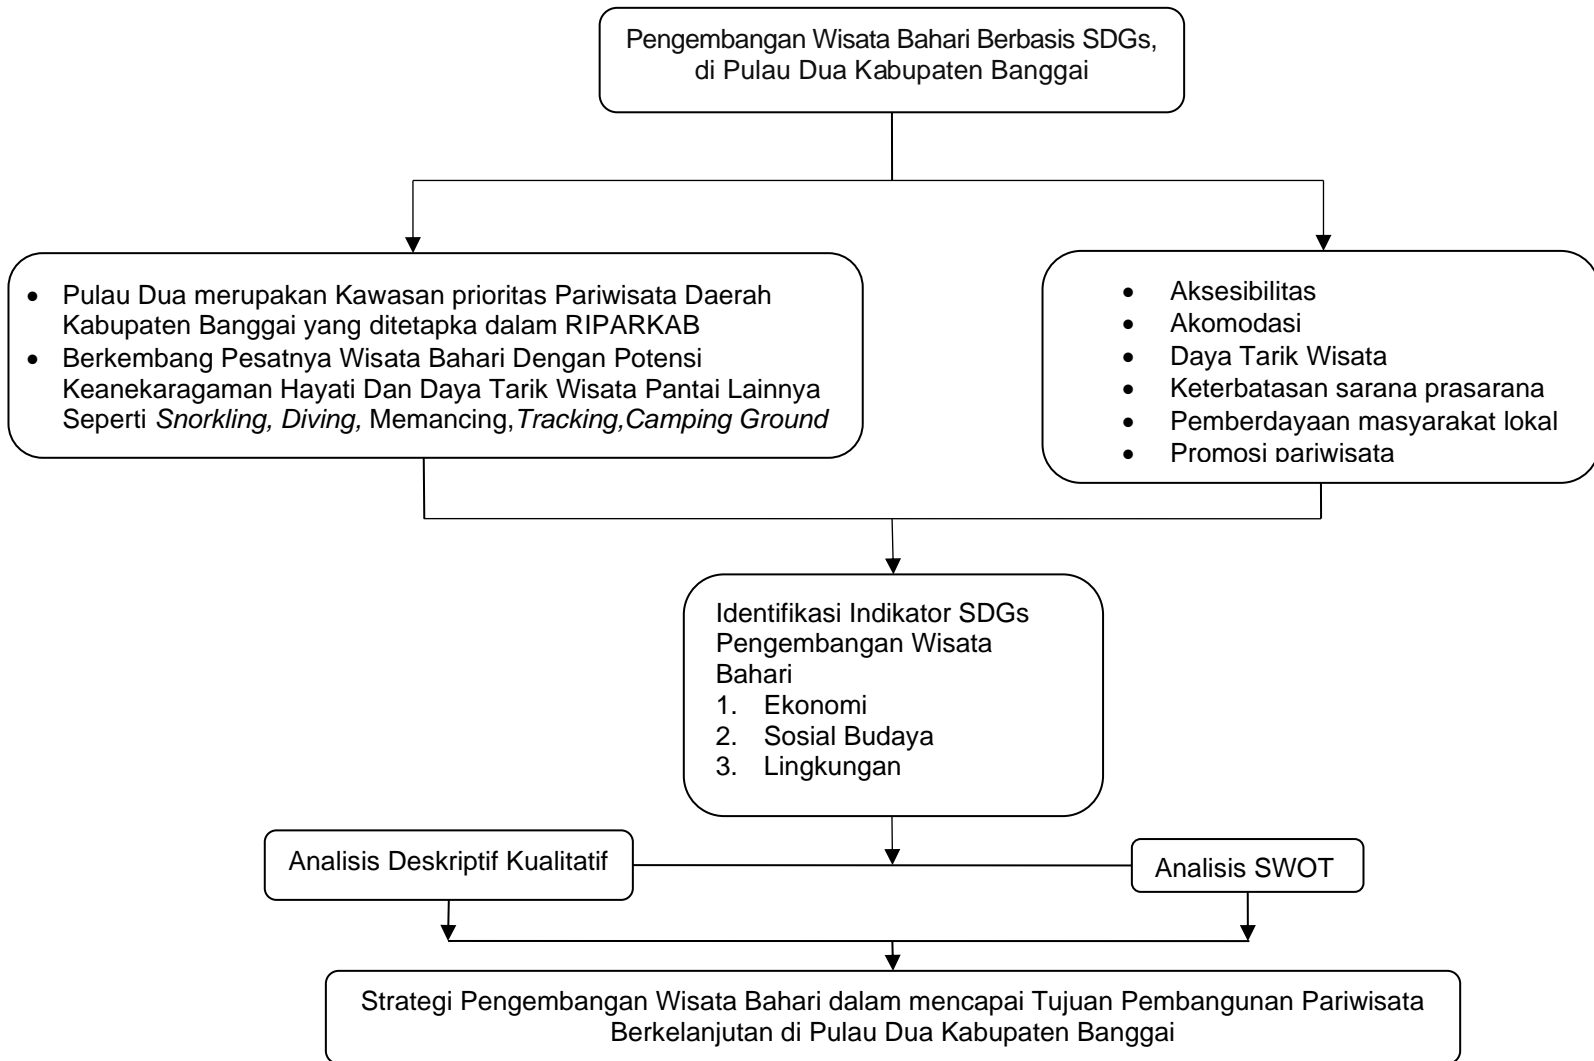 Pengembangan Wisata Bahari Berbasis SDGs,
di Pulau Dua Kabupaten Banggai
• Pulau Dua merupakan Kawasan prioritas Pariwisata Daerah
Kabupaten Banggai yang ditetapka dalam RIPARKAB
• Berkembang Pesatnya Wisata Bahari Dengan Potensi
Keanekaragaman Hayati Dan Daya Tarik Wisata Pantai Lainnya
Seperti Snorkling, Diving, Memancing,Tracking,Camping Ground
• Aksesibilitas
• Akomodasi
• Daya Tarik Wisata
• Keterbatasan sarana prasarana
• Pemberdayaan masyarakat lokal
• Promosi pariwisata
Identifikasi Indikator SDGs
Pengembangan Wisata
Bahari
1. Ekonomi
2. Sosial Budaya
3. Lingkungan
Analisis Deskriptif Kualitatif
Analisis SWOT
Strategi Pengembangan Wisata Bahari dalam mencapai Tujuan Pembangunan Pariwisata
Berkelanjutan di Pulau Dua Kabupaten Banggai